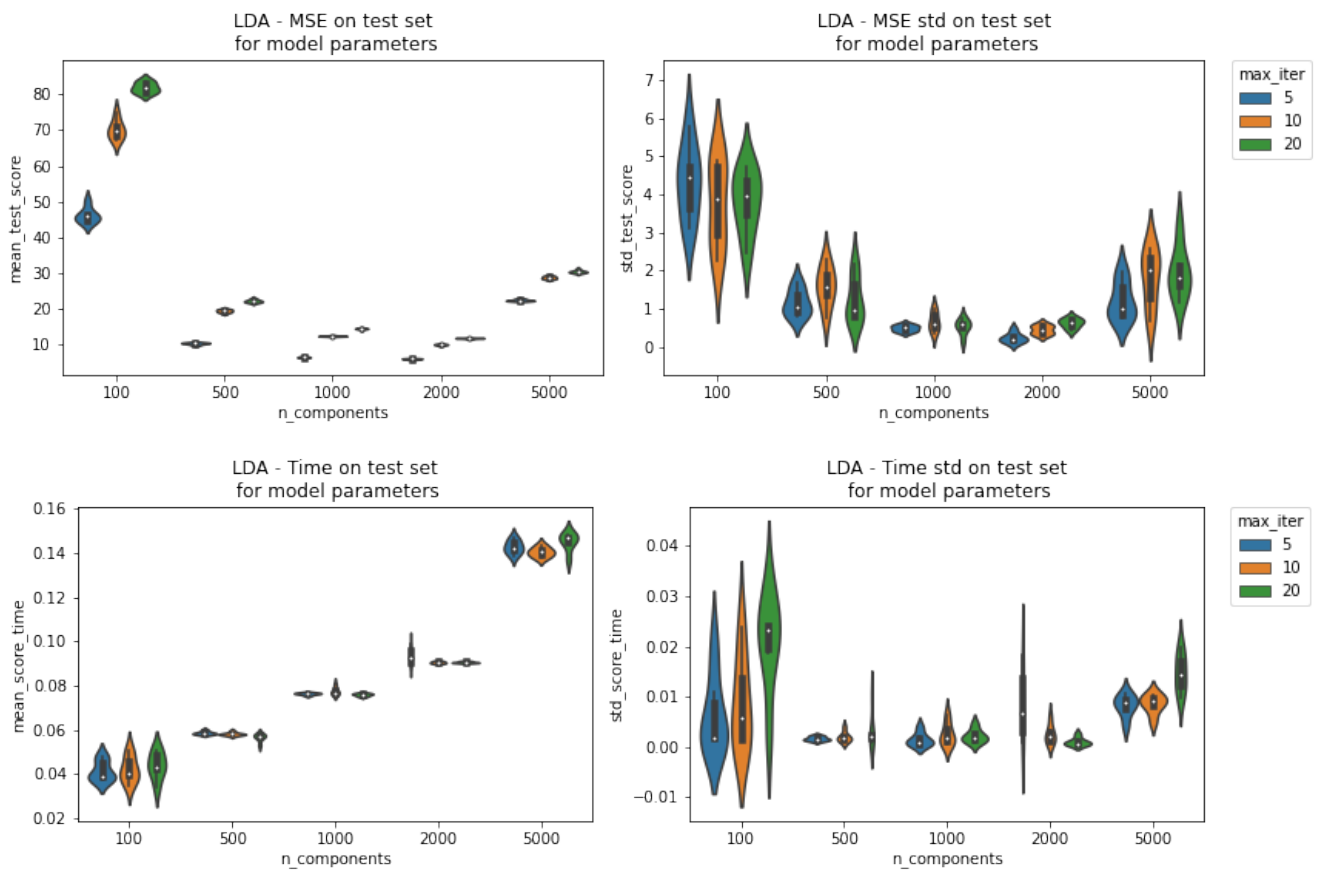 LDA - MSE on test set
for model parameters
mean_test_score
80
70
60
50
40
30
20
10
100 500 1000 2000 5000
n_components
LDA - MSE std on test set
for model parameters
std_test_score
7
6
5
4
3
2
1
0
100 500 1000 2000 5000
n_components
max_iter
5
10
20
LDA - Time on test set
for model parameters
mean_score_time
0.16
0.14
0.12
0.10
0.08
0.06
0.04
0.02
100 500 1000 2000 5000
n_components
LDA - Time std on test set
for model parameters
std_score_time
0.04
0.03
0.02
0.01
0.00
−0.01
100 500 1000 2000 5000
n_components
max_iter
5
10
20